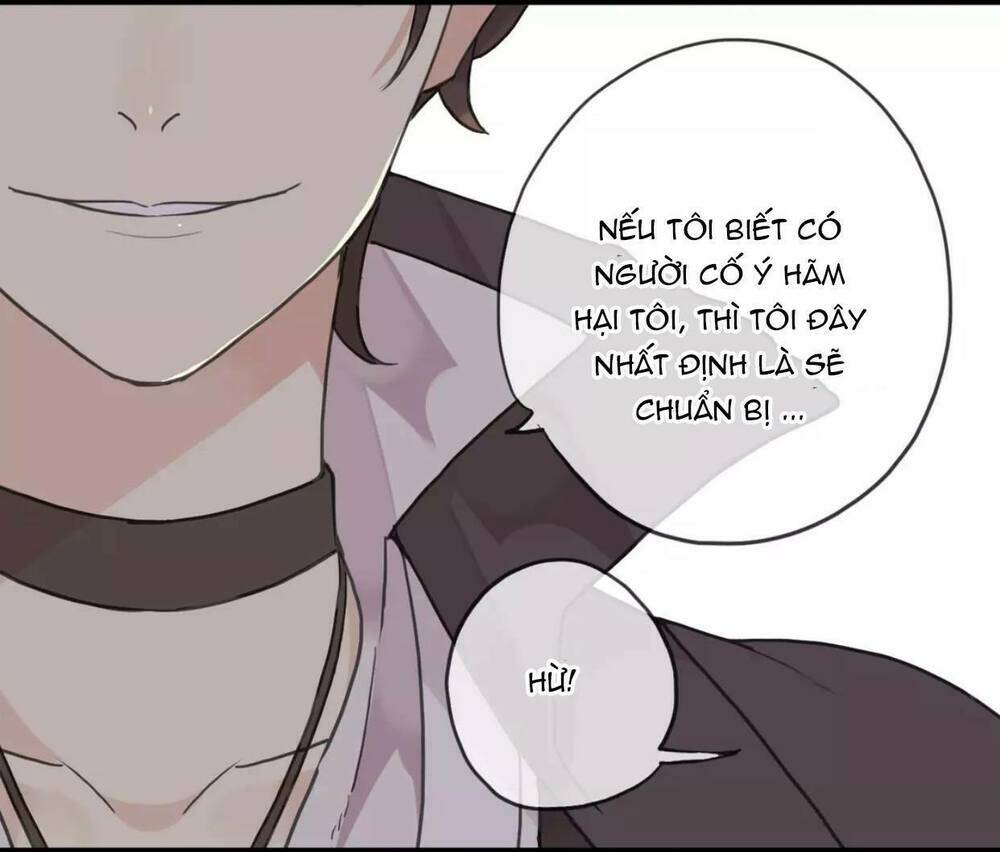 NẾU TÔI BIẾT CÓ
NGƯỜI CỐ Ý HÃM
HẠI TÔI, THÌ TÔI ĐÂY
NHẤT ĐỊNH LÀ SẼ
CHUẨN BỊ ...
HỪ!